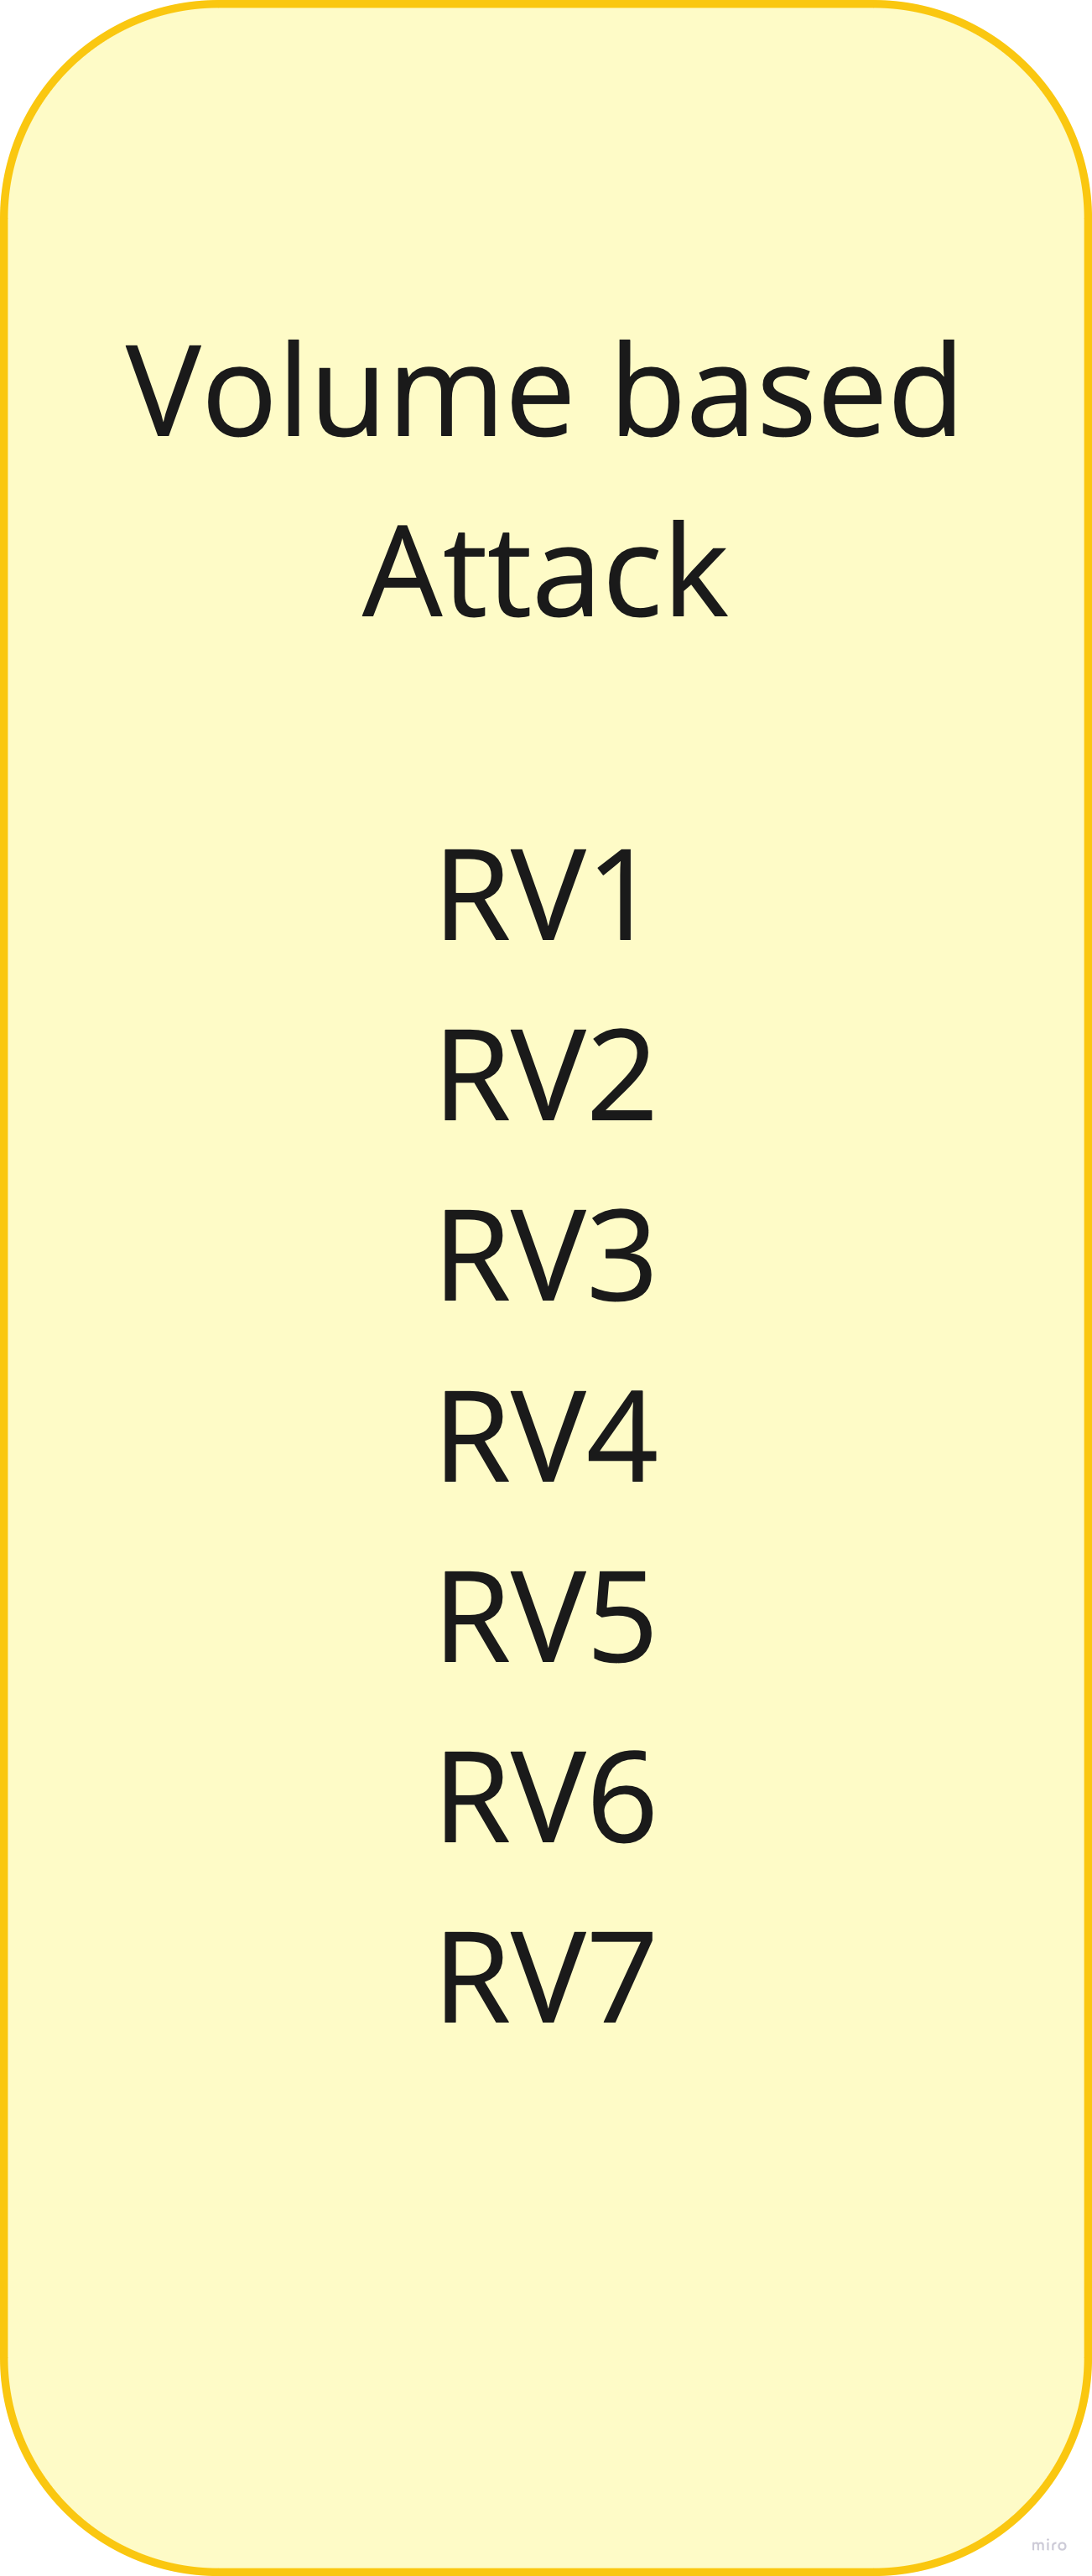 Volume based
Attack
RV1
RV2
RV3
RV4
RV5
RV6
RV7
miro